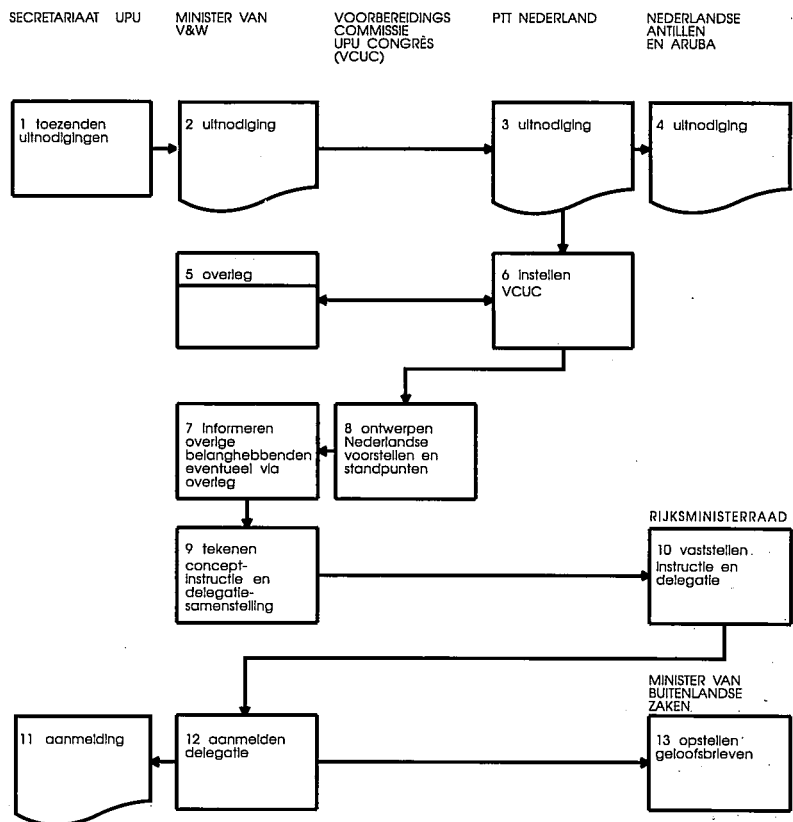 SECRETARIAAT UPU
MINISTER VAN
V&W
VOORBEREIDINGS
COMMISSIE
UPU CONGRÈS
(VCUC)
PTT NEDERLAND
NEDERLANDSE
ANTILLEN
EN ARUBA
1 toezenden
uitnodigingen
2 uitnodiging
3 uitnodiging
4 uitnodiging
5 overleg
6 instellen
VCUC
7 informeren
overige
belanghebbenden
eventueel via
overleg
8 ontwerpen
Nederlandse
voorstellen en
standpunten
9 tekenen
concept-
instructie en
delegatie-
samenstelling
RIJKSMINISTERRAAD
10 vaststellen
instructie en
delegatie
11 aanmelding
12 aanmelden
delegatie
MINISTER VAN
BUITENLANDSE
ZAKEN
13 opstellen
geloofsbrieven